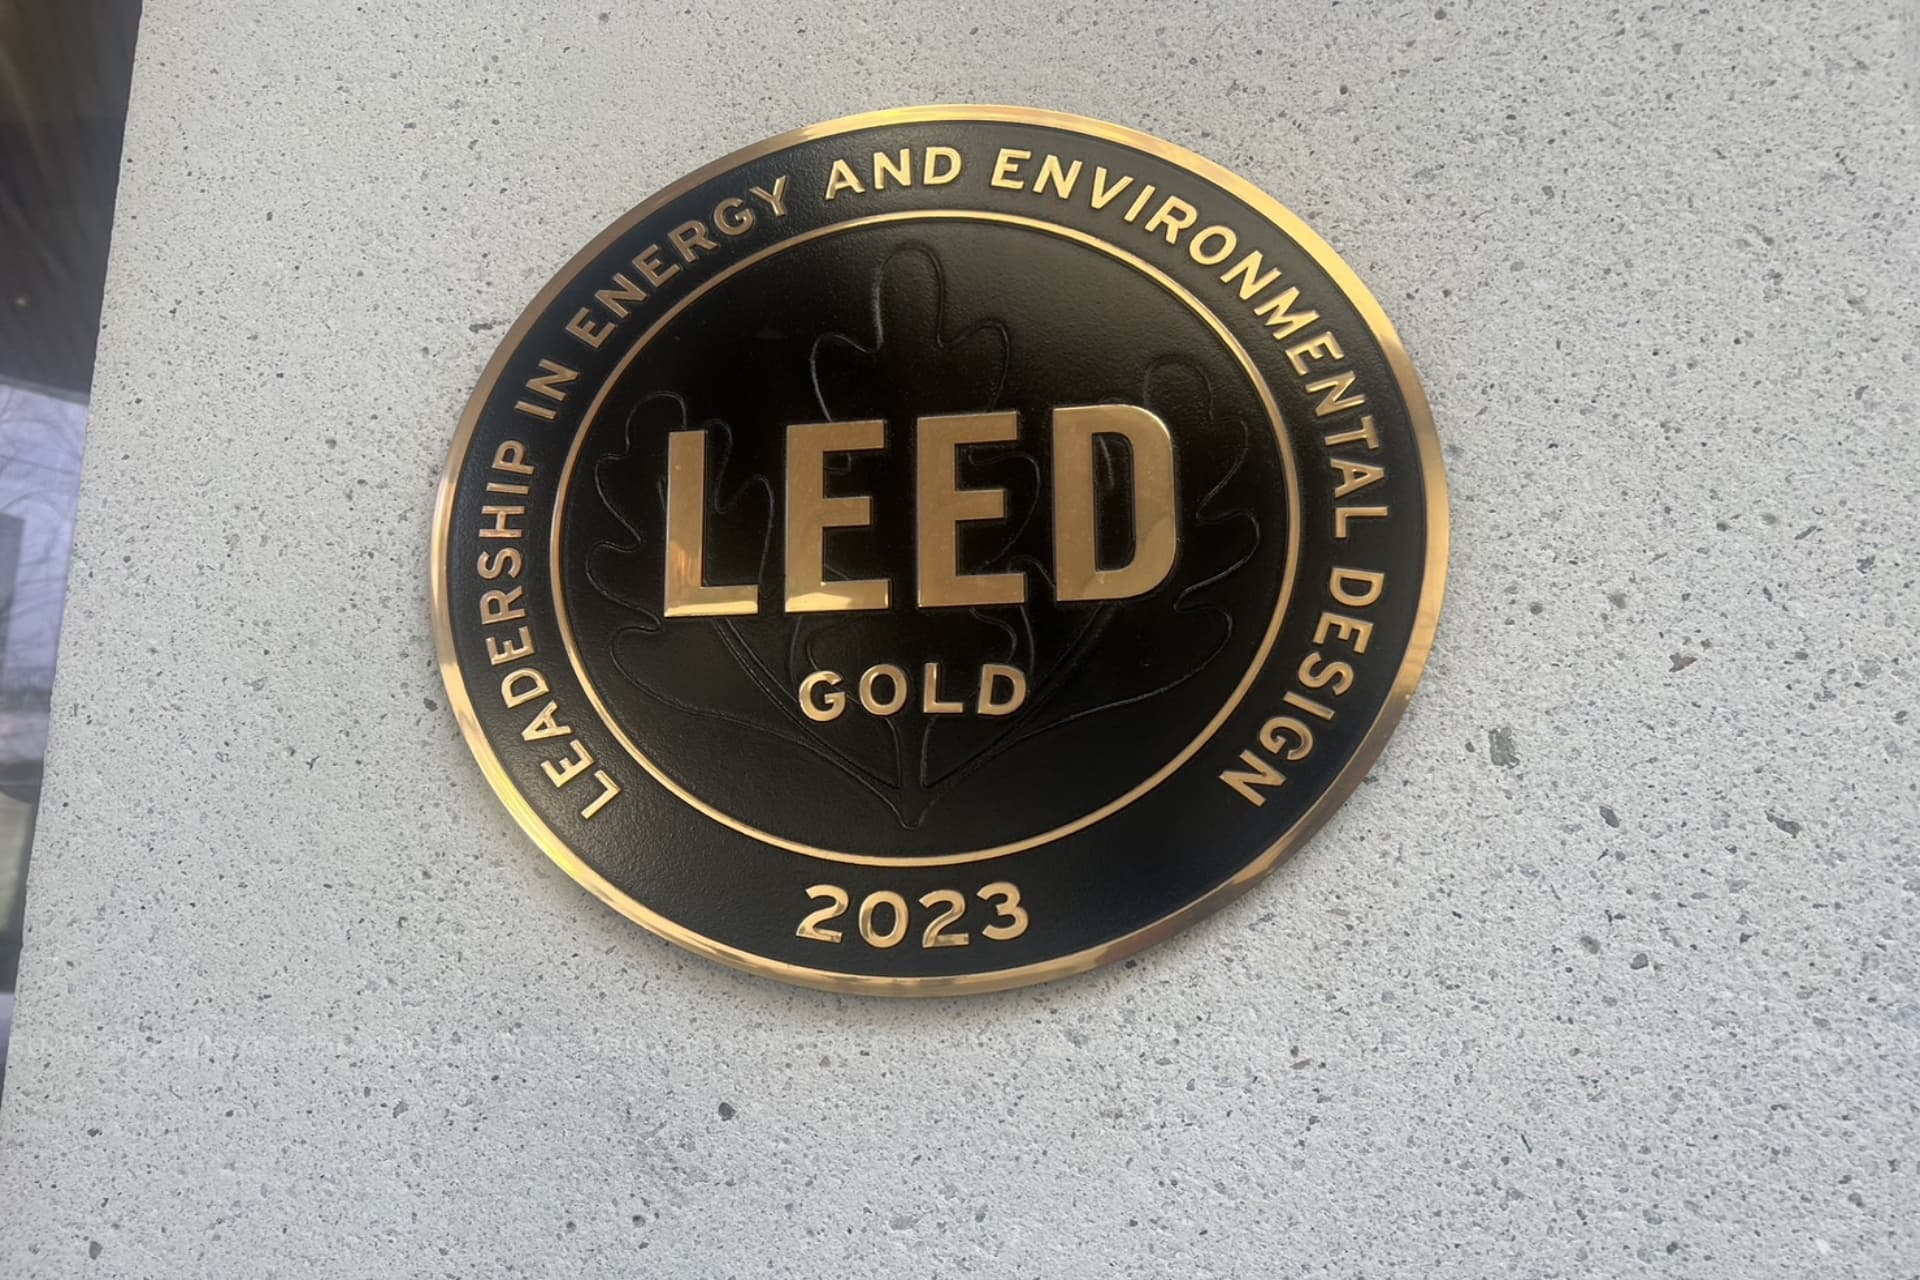 LEADERSHIP IN ENERGY AND ENVIRONMENTAL DESIGN
LEED
GOLD
2023